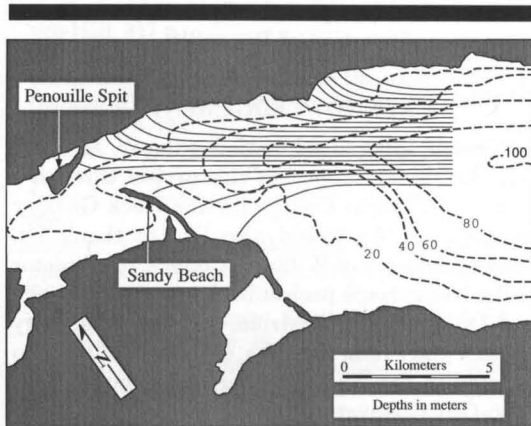 Penouille Spit
100
80
60
40
20
Sandy Beach
N
Kilometers
0 5
Depths in meters